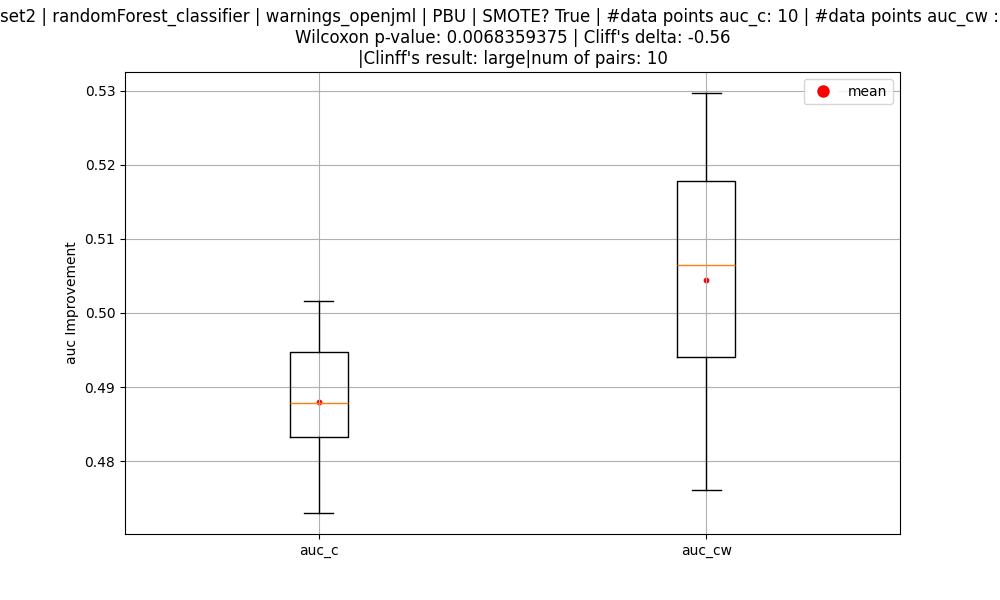 set2 | randomForest_classifier | warnings_openjml | PBU | SMOTE? True | #data points auc_c: 10 | #data points auc_cw :
Wilcoxon p-value: 0.0068359375 | Cliff's delta: -0.56
|Clinff's result: large|num of pairs: 10
mean
0.53
0.52
0.51
0.50
0.49
0.48
auc Improvement
auc_c
auc_cw